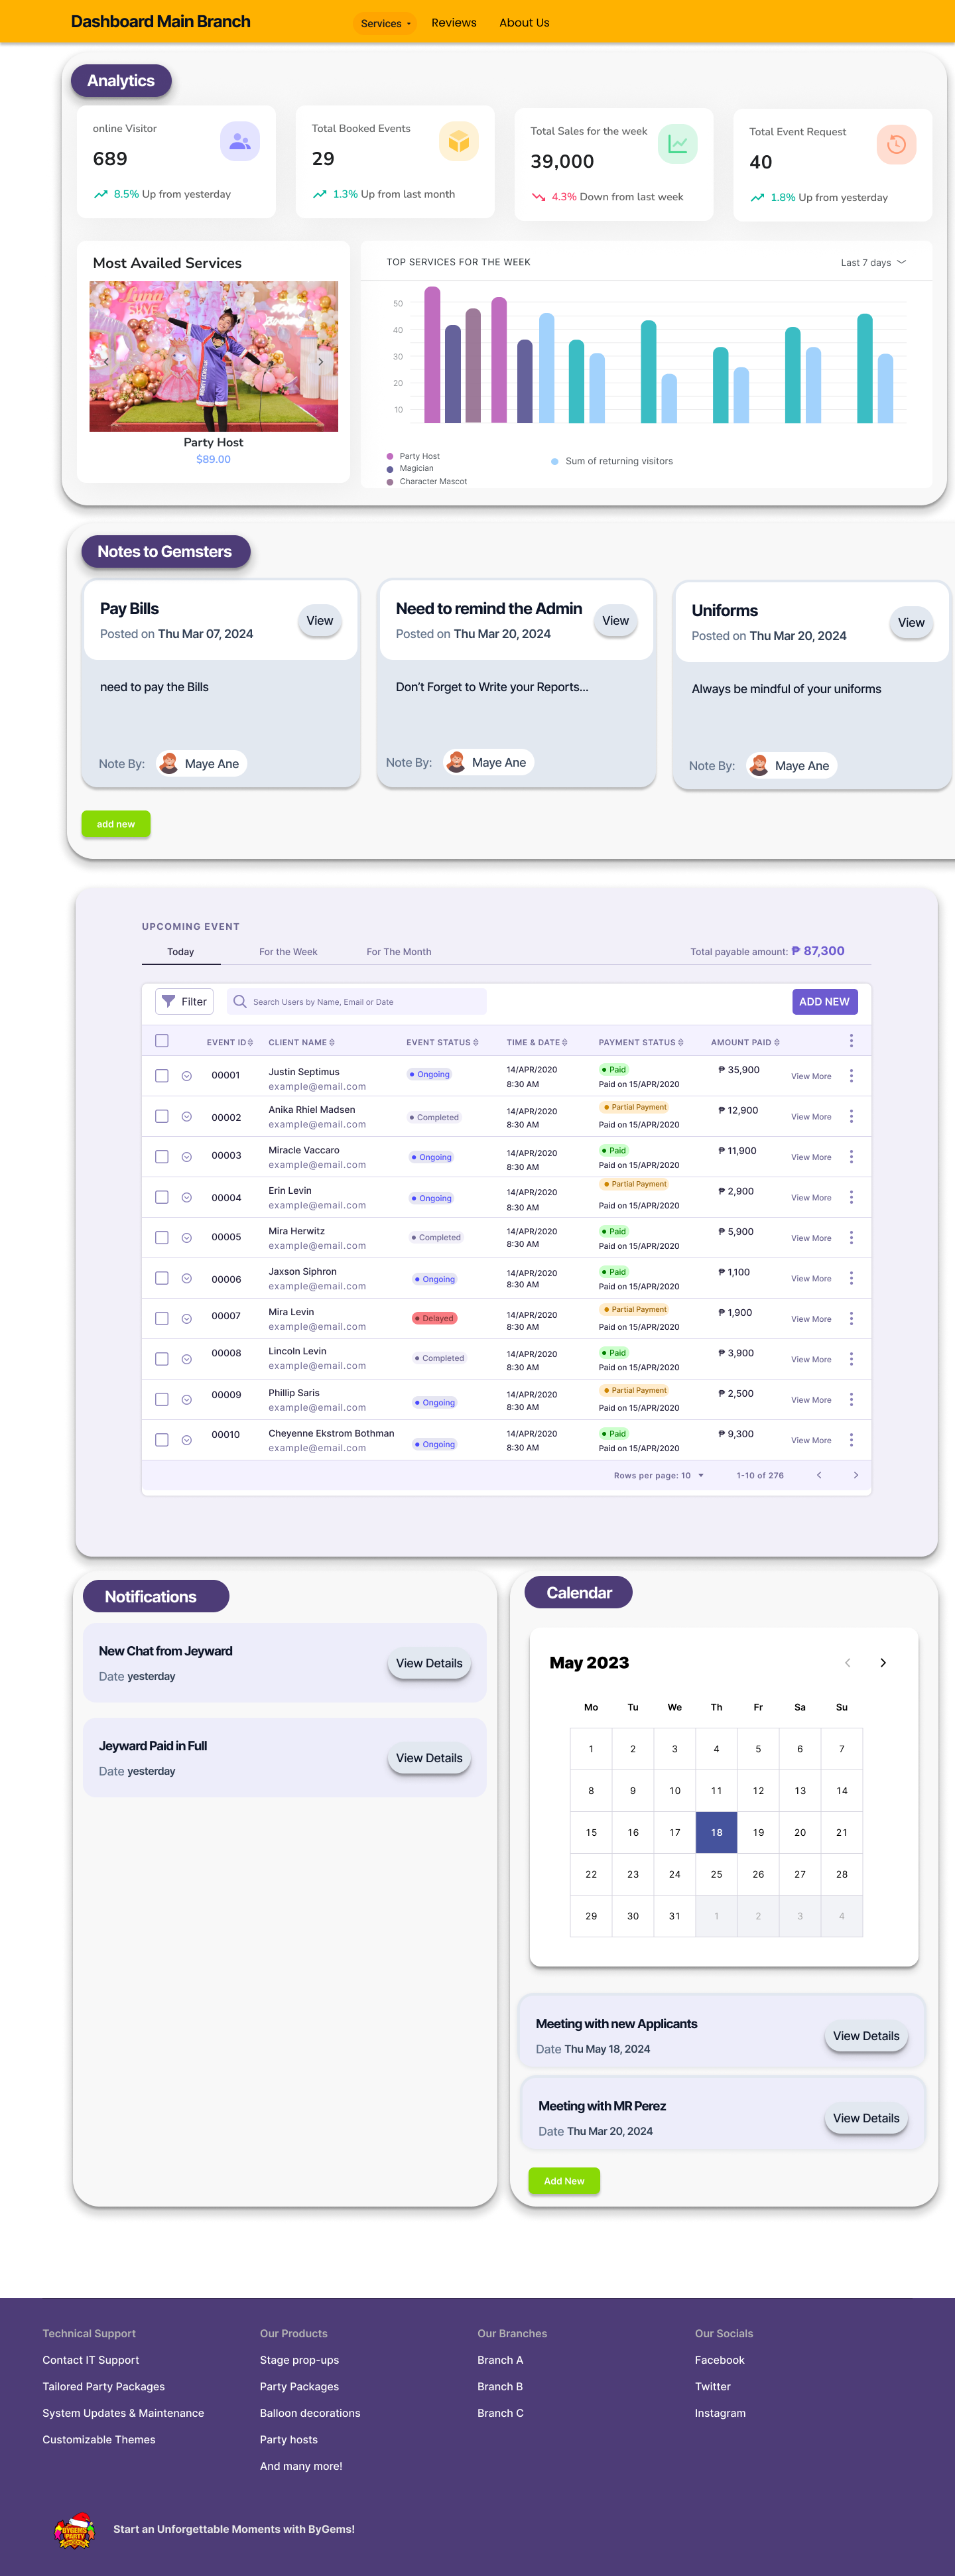 Dashboard Main Branch
Services
Reviews
About Us
Analytics
online Visitor
689
8.5% Up from yesterday
Total Booked Events
29
1.3% Up from last month
Total Sales for the week
39,000
4.3% Down from last week
Total Event Request
40
1.8% Up from yesterday
Most Availed Services
Party Host
$89.00
TOP SERVICES FOR THE WEEK
Last 7 days
50
40
30
20
10
Party Host
Magician
Character Mascot
Sum of returning visitors
Notes to Gemsters
Pay Bills
Posted on Thu Mar 07, 2024
View
need to pay the Bills
Note By: Maye Ane
Need to remind the Admin
Posted on Thu Mar 20, 2024
View
Don't Forget to Write your Reports...
Note By: Maye Ane
Uniforms
Posted on Thu Mar 20, 2024
View
Always be mindful of your uniforms
Note By: Maye Ane
add new
UPCOMING EVENT
Today
For the Week
For The Month
Total payable amount: ₱ 87,300
Filter
Search Users by Name, Email or Date
ADD NEW
EVENT ID CLIENT NAME EVENT STATUS TIME & DATE PAYMENT STATUS AMOUNT PAID
00001 Justin Septimus Ongoing 14/APR/2020 Paid ₱ 35,900 View More
example@email.com 8:30 AM Paid on 15/APR/2020
00002 Anika Rhiel Madsen Completed 14/APR/2020 Partial Payment ₱ 12,900 View More
example@email.com 8:30 AM Paid on 15/APR/2020
00003 Miracle Vaccaro Ongoing 14/APR/2020 Paid ₱ 11,900 View More
example@email.com 8:30 AM Paid on 15/APR/2020
00004 Erin Levin Ongoing 14/APR/2020 Partial Payment ₱ 2,900 View More
example@email.com 8:30 AM Paid on 15/APR/2020
00005 Mira Herwitz Completed 14/APR/2020 Paid ₱ 5,900 View More
example@email.com 8:30 AM Paid on 15/APR/2020
00006 Jaxson Siphron Ongoing 14/APR/2020 Paid ₱ 1,100 View More
example@email.com 8:30 AM Paid on 15/APR/2020
00007 Mira Levin Delayed 14/APR/2020 Partial Payment ₱ 1,900 View More
example@email.com 8:30 AM Paid on 15/APR/2020
00008 Lincoln Levin Completed 14/APR/2020 Paid ₱ 3,900 View More
example@email.com 8:30 AM Paid on 15/APR/2020
00009 Phillip Saris Ongoing 14/APR/2020 Partial Payment ₱ 2,500 View More
example@email.com 8:30 AM Paid on 15/APR/2020
00010 Cheyenne Ekstrom Bothman Ongoing 14/APR/2020 Paid ₱ 9,300 View More
example@email.com 8:30 AM Paid on 15/APR/2020
Rows per page: 10
1-10 of 276
Notifications
New Chat from Jeyward
Date yesterday
View Details
Jeyward Paid in Full
Date yesterday
View Details
Calendar
May 2023
Mo Tu We Th Fr Sa Su
1 2 3 4 5 6 7
8 9 10 11 12 13 14
15 16 17 18 19 20 21
22 23 24 25 26 27 28
29 30 31 1 2 3 4
Meeting with new Applicants
Date Thu May 18, 2024
View Details
Meeting with MR Perez
Date Thu Mar 20, 2024
View Details
Add New
Technical Support
Contact IT Support
Tailored Party Packages
System Updates & Maintenance
Customizable Themes
Our Products
Stage prop-ups
Party Packages
Balloon decorations
Party hosts
And many more!
Our Branches
Branch A
Branch B
Branch C
Our Socials
Facebook
Twitter
Instagram
BYGEMS
PARTY
Start an Unforgettable Moments with ByGems!